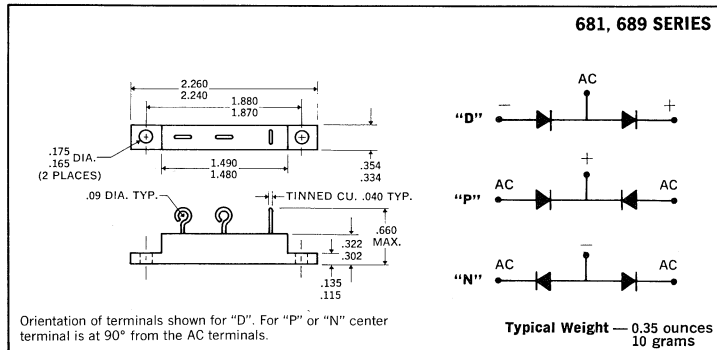 681, 689 SERIES
2.260
2.240
1.880
1.870
.175
.165 DIA.
(2 PLACES)
1.490
1.480
.354
.334
.09 DIA. TYP.
TINNED CU. .040 TYP.
.660
MAX.
.322
.302
.135
.115
Orientation of terminals shown for "D". For "P" or "N" center
terminal is at 90° from the AC terminals.
AC
"D" − +
+
"P" AC AC
−
"N" AC AC
Typical Weight — 0.35 ounces
10 grams